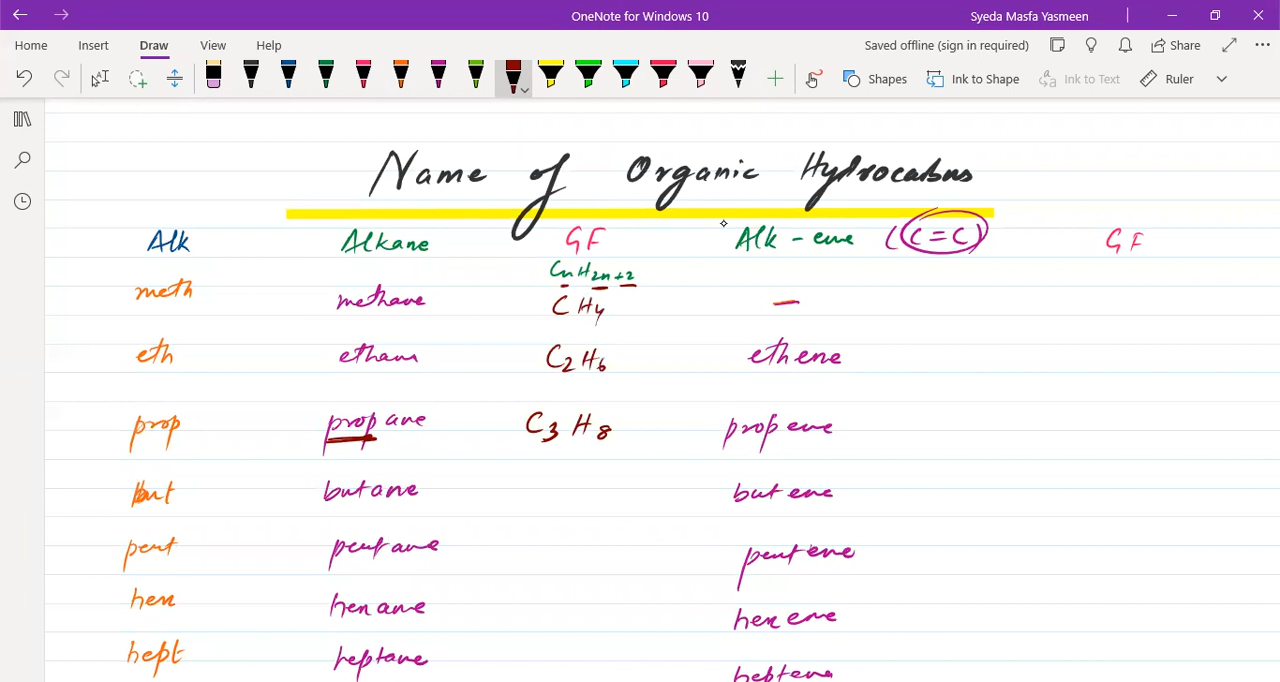 OneNote for Windows 10
Syeda Masfa Yasmeen
Home Insert Draw View Help
Saved offline (sign in required)
Share
Shapes
Ink to Shape
Ink to Text
Ruler
Name of Organic Hydrocarbons
Alk Alkane GF Alk - ene (C=C) GF
CnH2n+2
meth methane CH4 —
eth ethane C2H6 ethene
prop propane C3H8 propene
but butane butene
pent pentane pentene
hex hexane hexene
hept heptane heptene